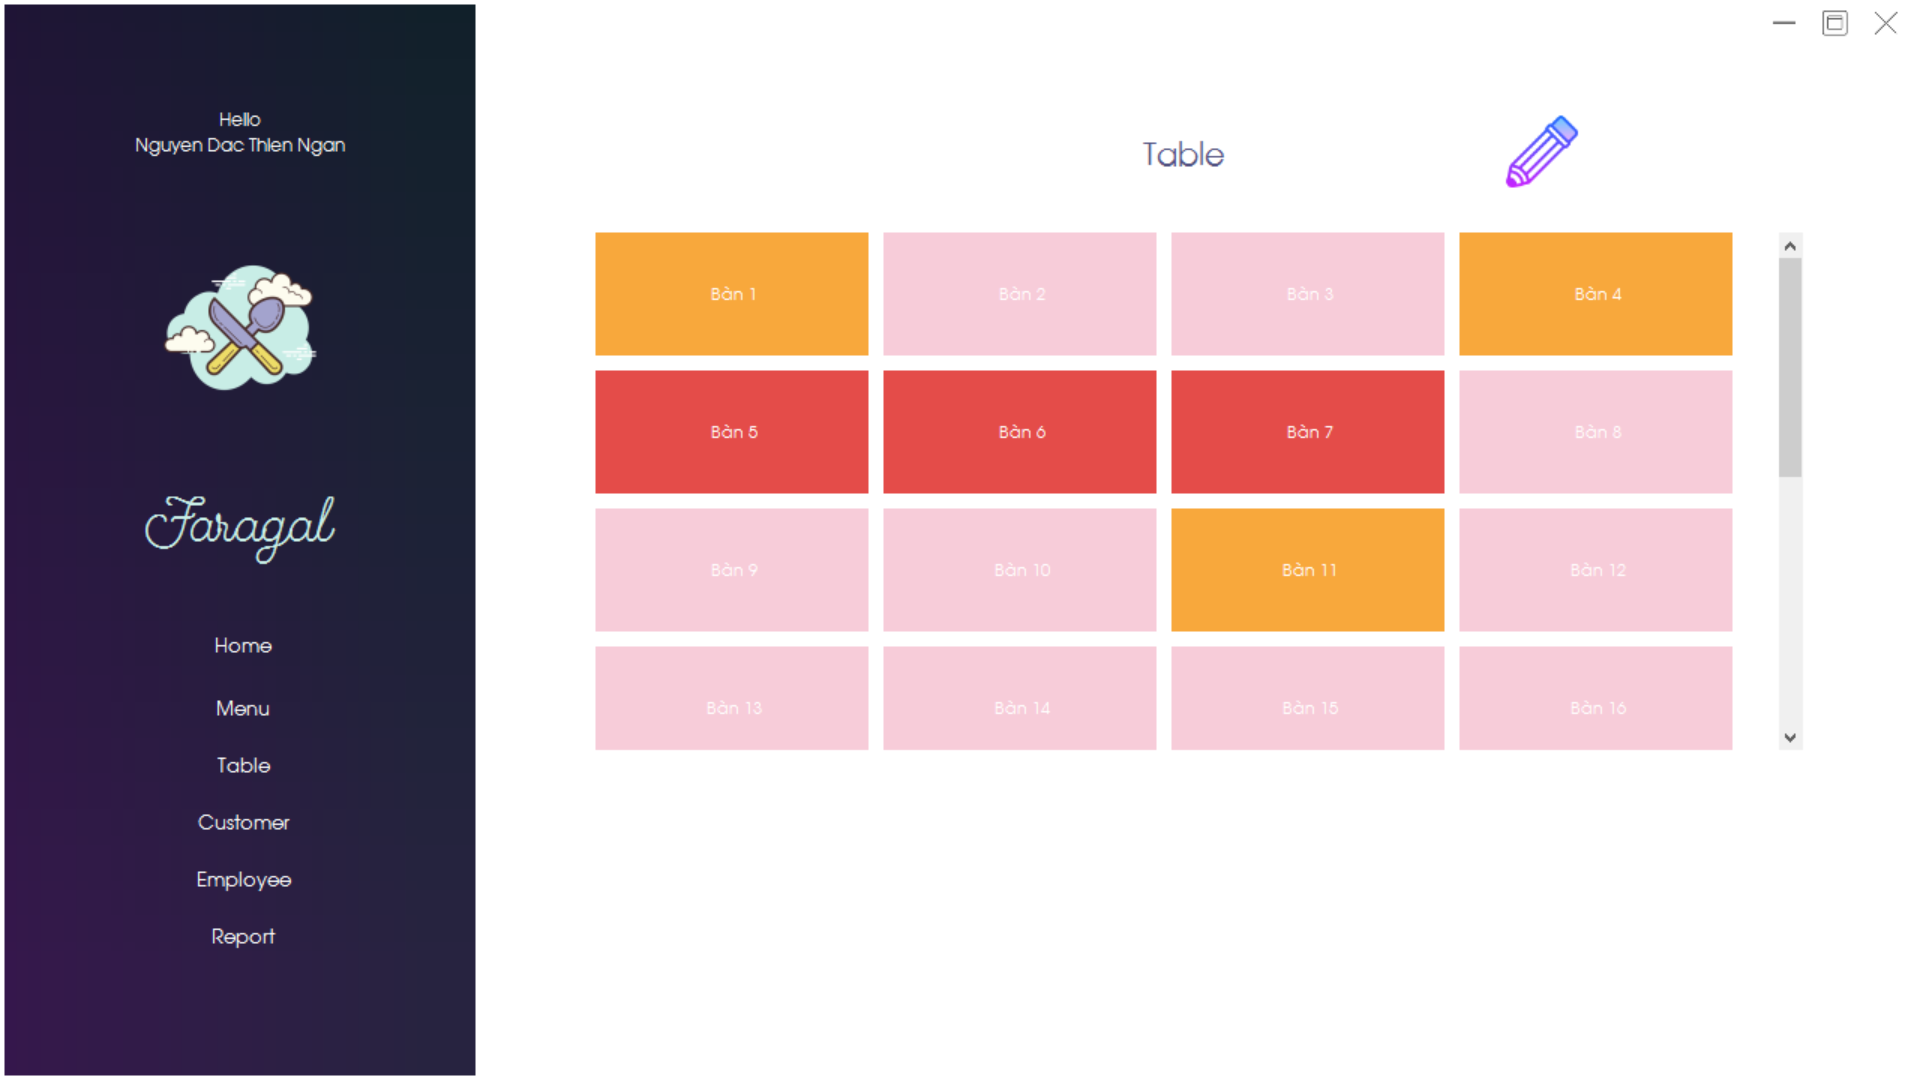 Hello
Nguyen Dac Thien Ngan
Faragal
Home
Menu
Table
Customer
Employee
Report
Table
Bàn 1
Bàn 2
Bàn 3
Bàn 4
Bàn 5
Bàn 6
Bàn 7
Bàn 8
Bàn 9
Bàn 10
Bàn 11
Bàn 12
Bàn 13
Bàn 14
Bàn 15
Bàn 16